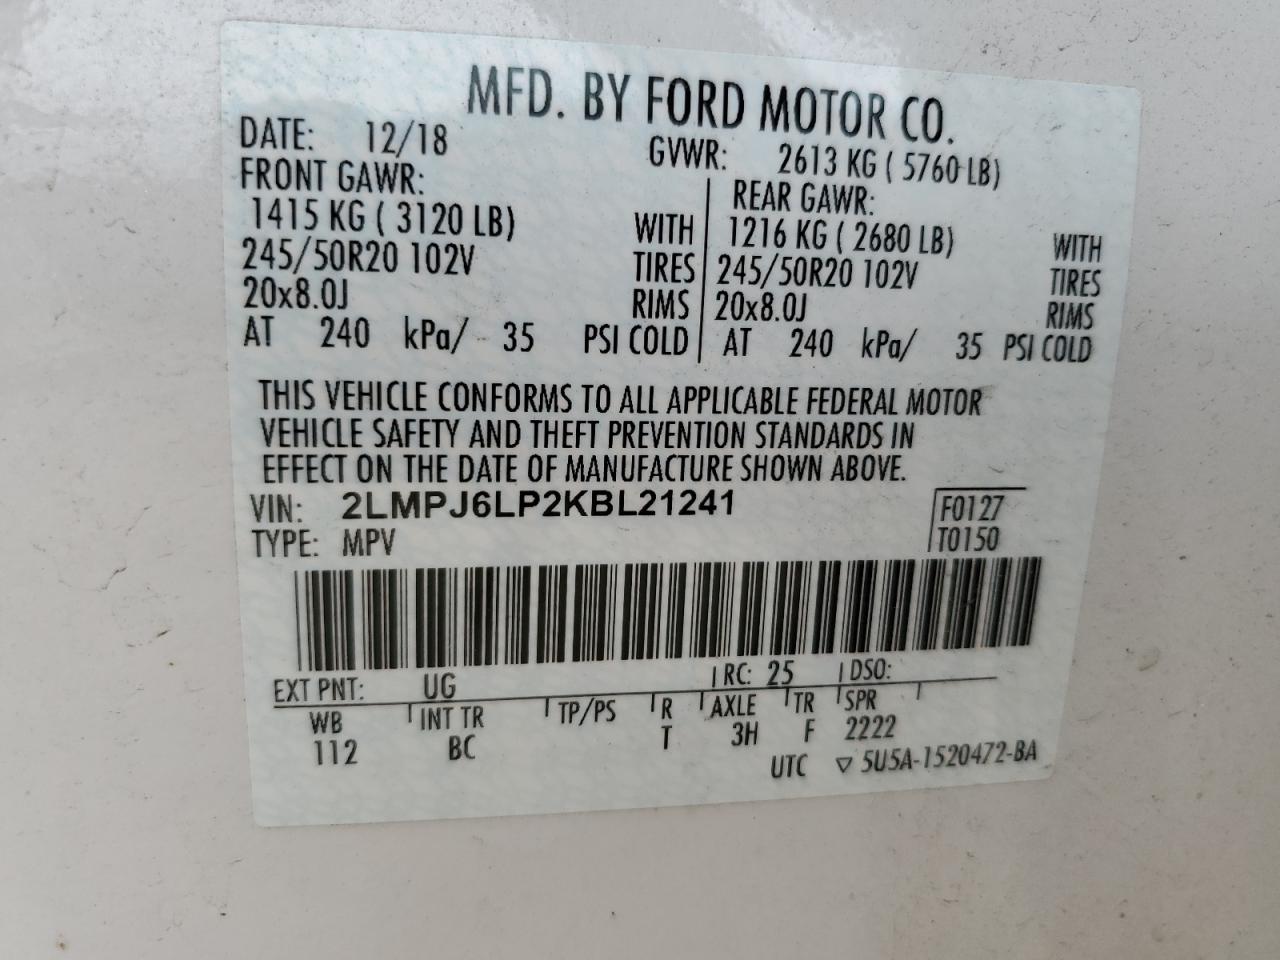 MFD. BY FORD MOTOR CO.
DATE: 12/18 GVWR: 2613 KG ( 5760 LB)
FRONT GAWR: REAR GAWR:
1415 KG ( 3120 LB) WITH 1216 KG ( 2680 LB) WITH
245/50R20 102V TIRES 245/50R20 102V TIRES
20x8.0J RIMS 20x8.0J RIMS
AT 240 kPa/ 35 PSI COLD AT 240 kPa/ 35 PSI COLD
THIS VEHICLE CONFORMS TO ALL APPLICABLE FEDERAL MOTOR
VEHICLE SAFETY AND THEFT PREVENTION STANDARDS IN
EFFECT ON THE DATE OF MANUFACTURE SHOWN ABOVE.
VIN: 2LMPJ6LP2KBL21241 F0127
TYPE: MPV T0150
EXT PNT: UG RC: 25 DSO:
WB INT TR TP/PS R AXLE TR SPR
112 BC T 3H F 2222
UTC ▽ 5U5A-1520472-BA